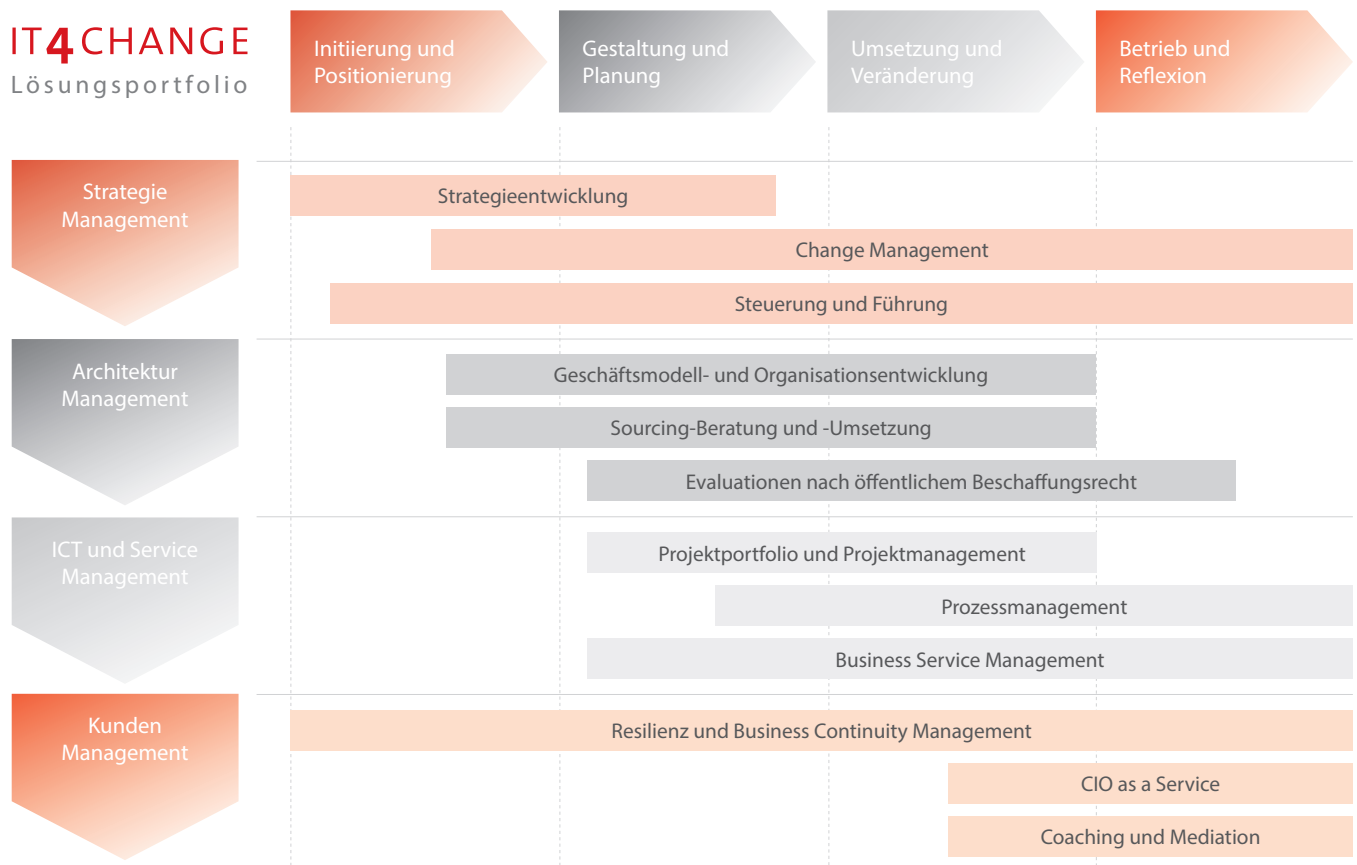 IT4CHANGE
Lösungsportfolio
Initiierung und
Positionierung
Gestaltung und
Planung
Umsetzung und
Veränderung
Betrieb und
Reflexion
Strategie
Management
Strategieentwicklung
Change Management
Steuerung und Führung
Architektur
Management
Geschäftsmodell- und Organisationsentwicklung
Sourcing-Beratung und -Umsetzung
Evaluationen nach öffentlichem Beschaffungsrecht
ICT und Service
Management
Projektportfolio und Projektmanagement
Prozessmanagement
Business Service Management
Kunden
Management
Resilienz und Business Continuity Management
CIO as a Service
Coaching und Mediation